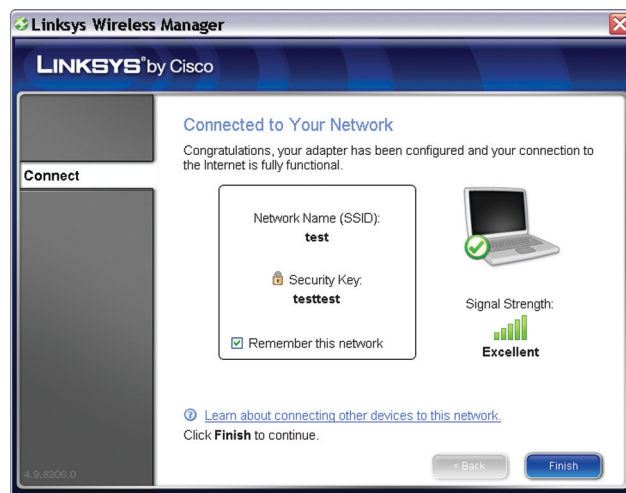 Linksys Wireless Manager
LINKSYS® by Cisco
Connected to Your Network
Congratulations, your adapter has been configured and your connection to
the Internet is fully functional.
Connect
Network Name (SSID):
test
Security Key:
testtest
Remember this network
Signal Strength:
Excellent
Learn about connecting other devices to this network.
Click Finish to continue.
4.9.8206.0
< Back
Finish